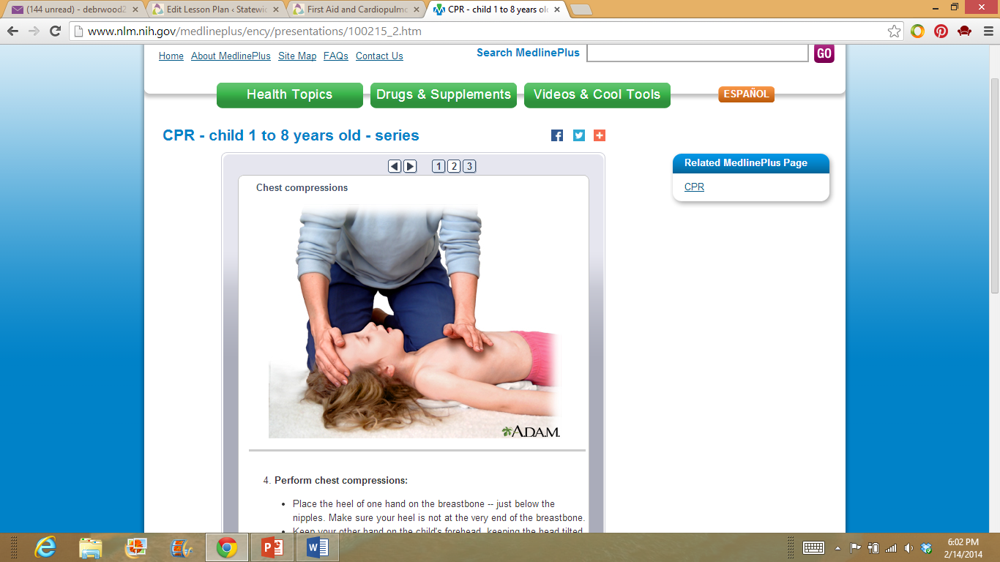 (144 unread) - debrwood2
Edit Lesson Plan ‹ Statewid
First Aid and Cardiopulmo
CPR - child 1 to 8 years old
www.nlm.nih.gov/medlineplus/ency/presentations/100215_2.htm
Home About MedlinePlus Site Map FAQs Contact Us
Search MedlinePlus
GO
Health Topics
Drugs & Supplements
Videos & Cool Tools
ESPAÑOL
CPR - child 1 to 8 years old - series
Related MedlinePlus Page
CPR
1 2 3
Chest compressions
A.D.A.M.
4. Perform chest compressions:
Place the heel of one hand on the breastbone -- just below the
nipples. Make sure your heel is not at the very end of the breastbone.
Keep your other hand on the child's forehead, keeping the head tilted
6:02 PM
2/14/2014